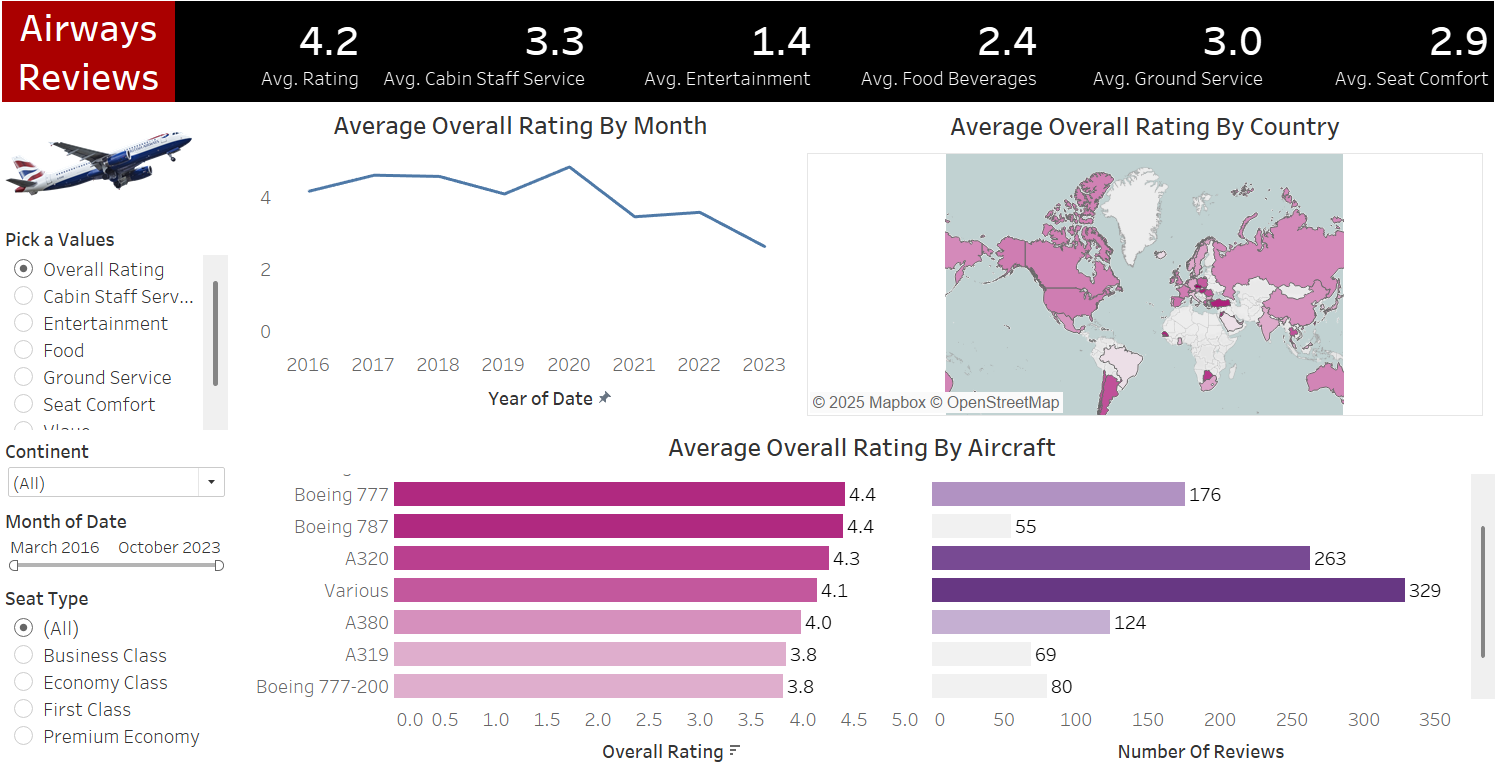 Airways
Reviews
4.2
Avg. Rating
3.3
Avg. Cabin Staff Service
1.4
Avg. Entertainment
2.4
Avg. Food Beverages
3.0
Avg. Ground Service
2.9
Avg. Seat Comfort
Pick a Values
Overall Rating
Cabin Staff Serv...
Entertainment
Food
Ground Service
Seat Comfort
Continent
(All)
Month of Date
March 2016 October 2023
Seat Type
(All)
Business Class
Economy Class
First Class
Premium Economy
Average Overall Rating By Month
4
2
0
2016 2017 2018 2019 2020 2021 2022 2023
Year of Date
Average Overall Rating By Country
© 2025 Mapbox © OpenStreetMap
Average Overall Rating By Aircraft
Boeing 777 4.4 176
Boeing 787 4.4 55
A320 4.3 263
Various 4.1 329
A380 4.0 124
A319 3.8 69
Boeing 777-200 3.8 80
0.0 0.5 1.0 1.5 2.0 2.5 3.0 3.5 4.0 4.5 5.0 0 50 100 150 200 250 300 350
Overall Rating Number Of Reviews